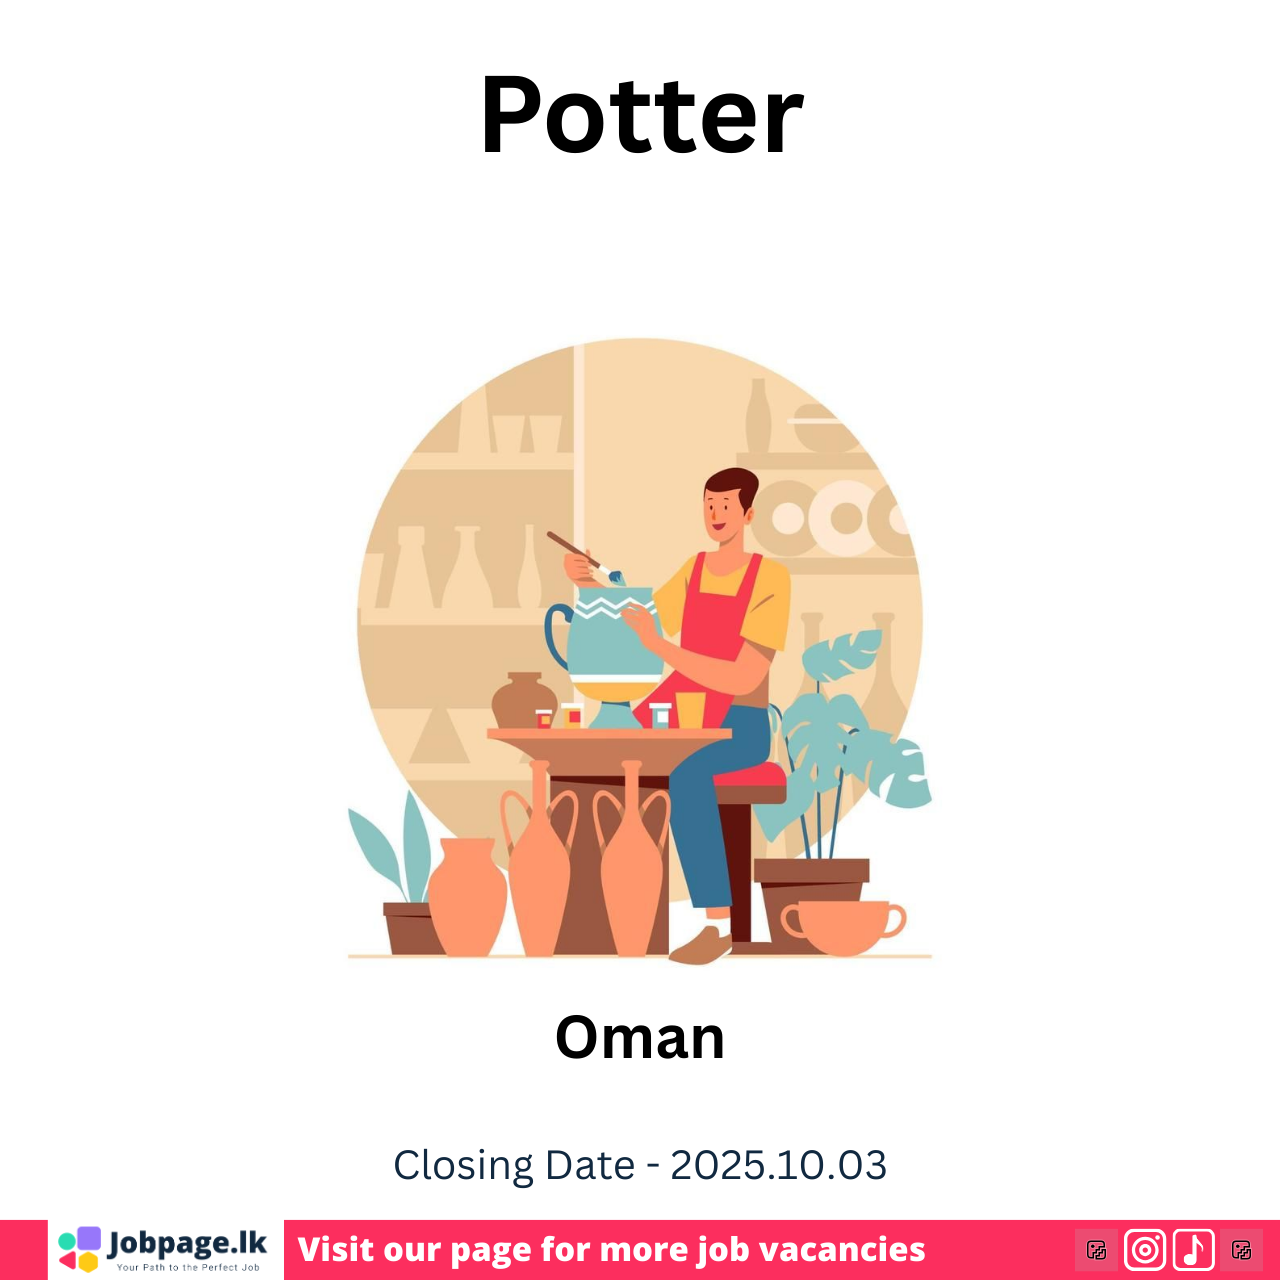 Potter
Oman
Closing Date - 2025.10.03
Jobpage.lk
Your Path to the Perfect Job
Visit our page for more job vacancies